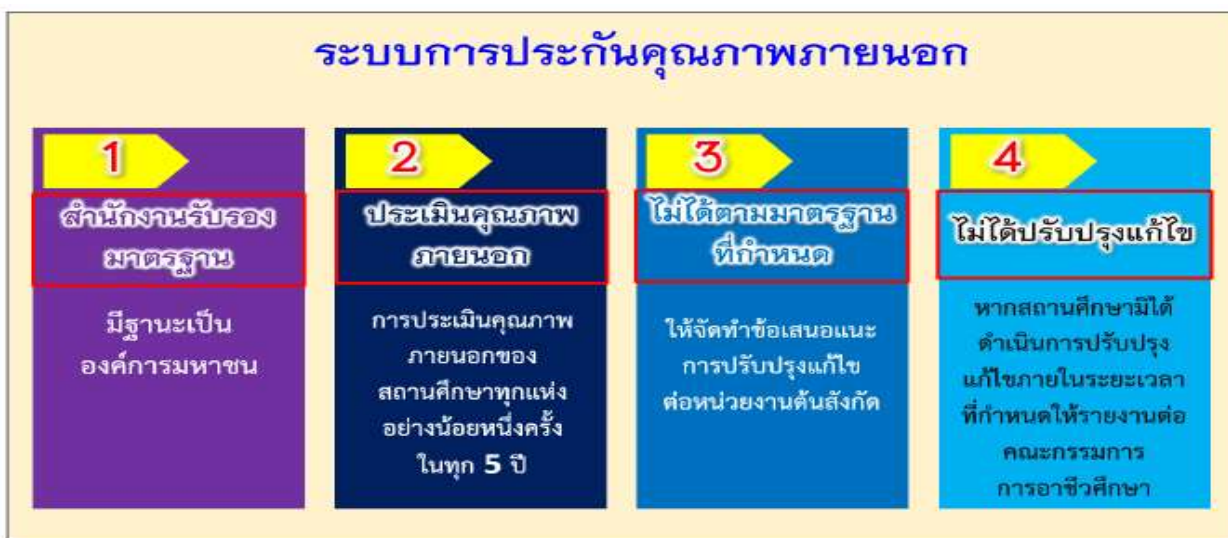 ระบบการประกันคุณภาพภายนอก
1
สำนักงานรับรอง
มาตรฐาน
มีฐานะเป็น
องค์การมหาชน
2
ประเมินคุณภาพ
ภายนอก
การประเมินคุณภาพ
ภายนอกของ
สถานศึกษาทุกแห่ง
อย่างน้อยหนึ่งครั้ง
ในทุก 5 ปี
3
ไม่ได้ตามมาตรฐาน
ที่กำหนด
ให้จัดทำข้อเสนอแนะ
การปรับปรุงแก้ไข
ต่อหน่วยงานต้นสังกัด
4
ไม่ได้ปรับปรุงแก้ไข
หากสถานศึกษามิได้
ดำเนินการปรับปรุง
แก้ไขภายในระยะเวลา
ที่กำหนดให้รายงานต่อ
คณะกรรมการ
การอาชีวศึกษา